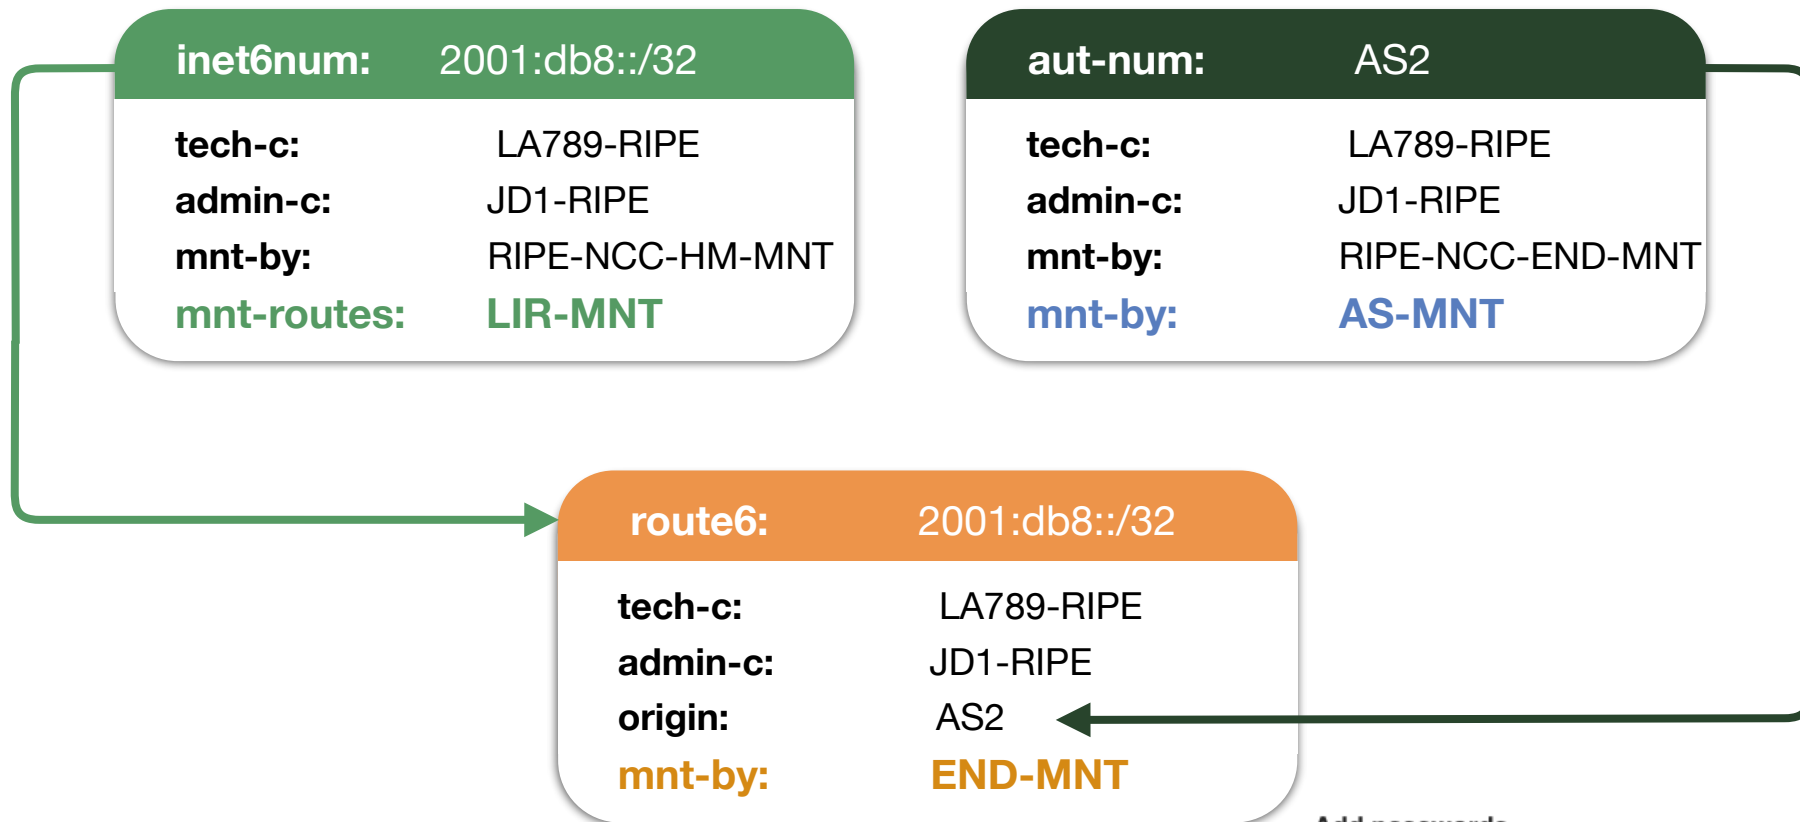 inet6num: 2001:db8::/32
tech-c: LA789-RIPE
admin-c: JD1-RIPE
mnt-by: RIPE-NCC-HM-MNT
mnt-routes: LIR-MNT
aut-num: AS2
tech-c: LA789-RIPE
admin-c: JD1-RIPE
mnt-by: RIPE-NCC-END-MNT
mnt-by: AS-MNT
route6: 2001:db8::/32
tech-c: LA789-RIPE
admin-c: JD1-RIPE
origin: AS2
mnt-by: END-MNT